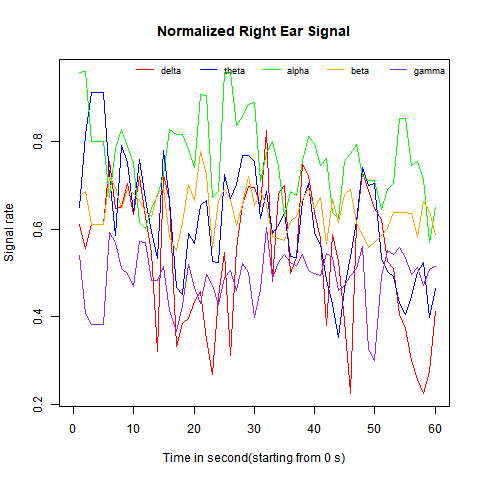 Normalized Right Ear Signal
delta theta alpha beta gamma
Signal rate
0.8
0.6
0.4
0.2
0 10 20 30 40 50 60
Time in second(starting from 0 s)